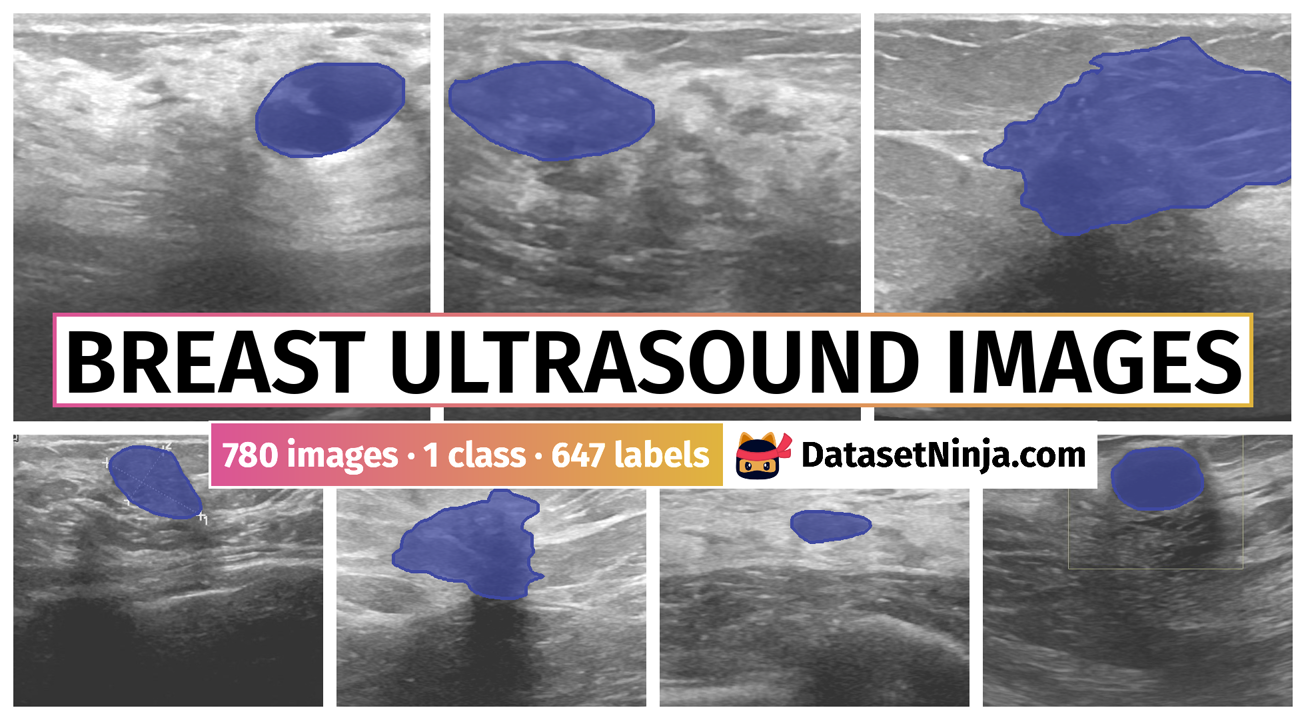 BREAST ULTRASOUND IMAGES
780 images · 1 class · 647 labels
DatasetNinja.com